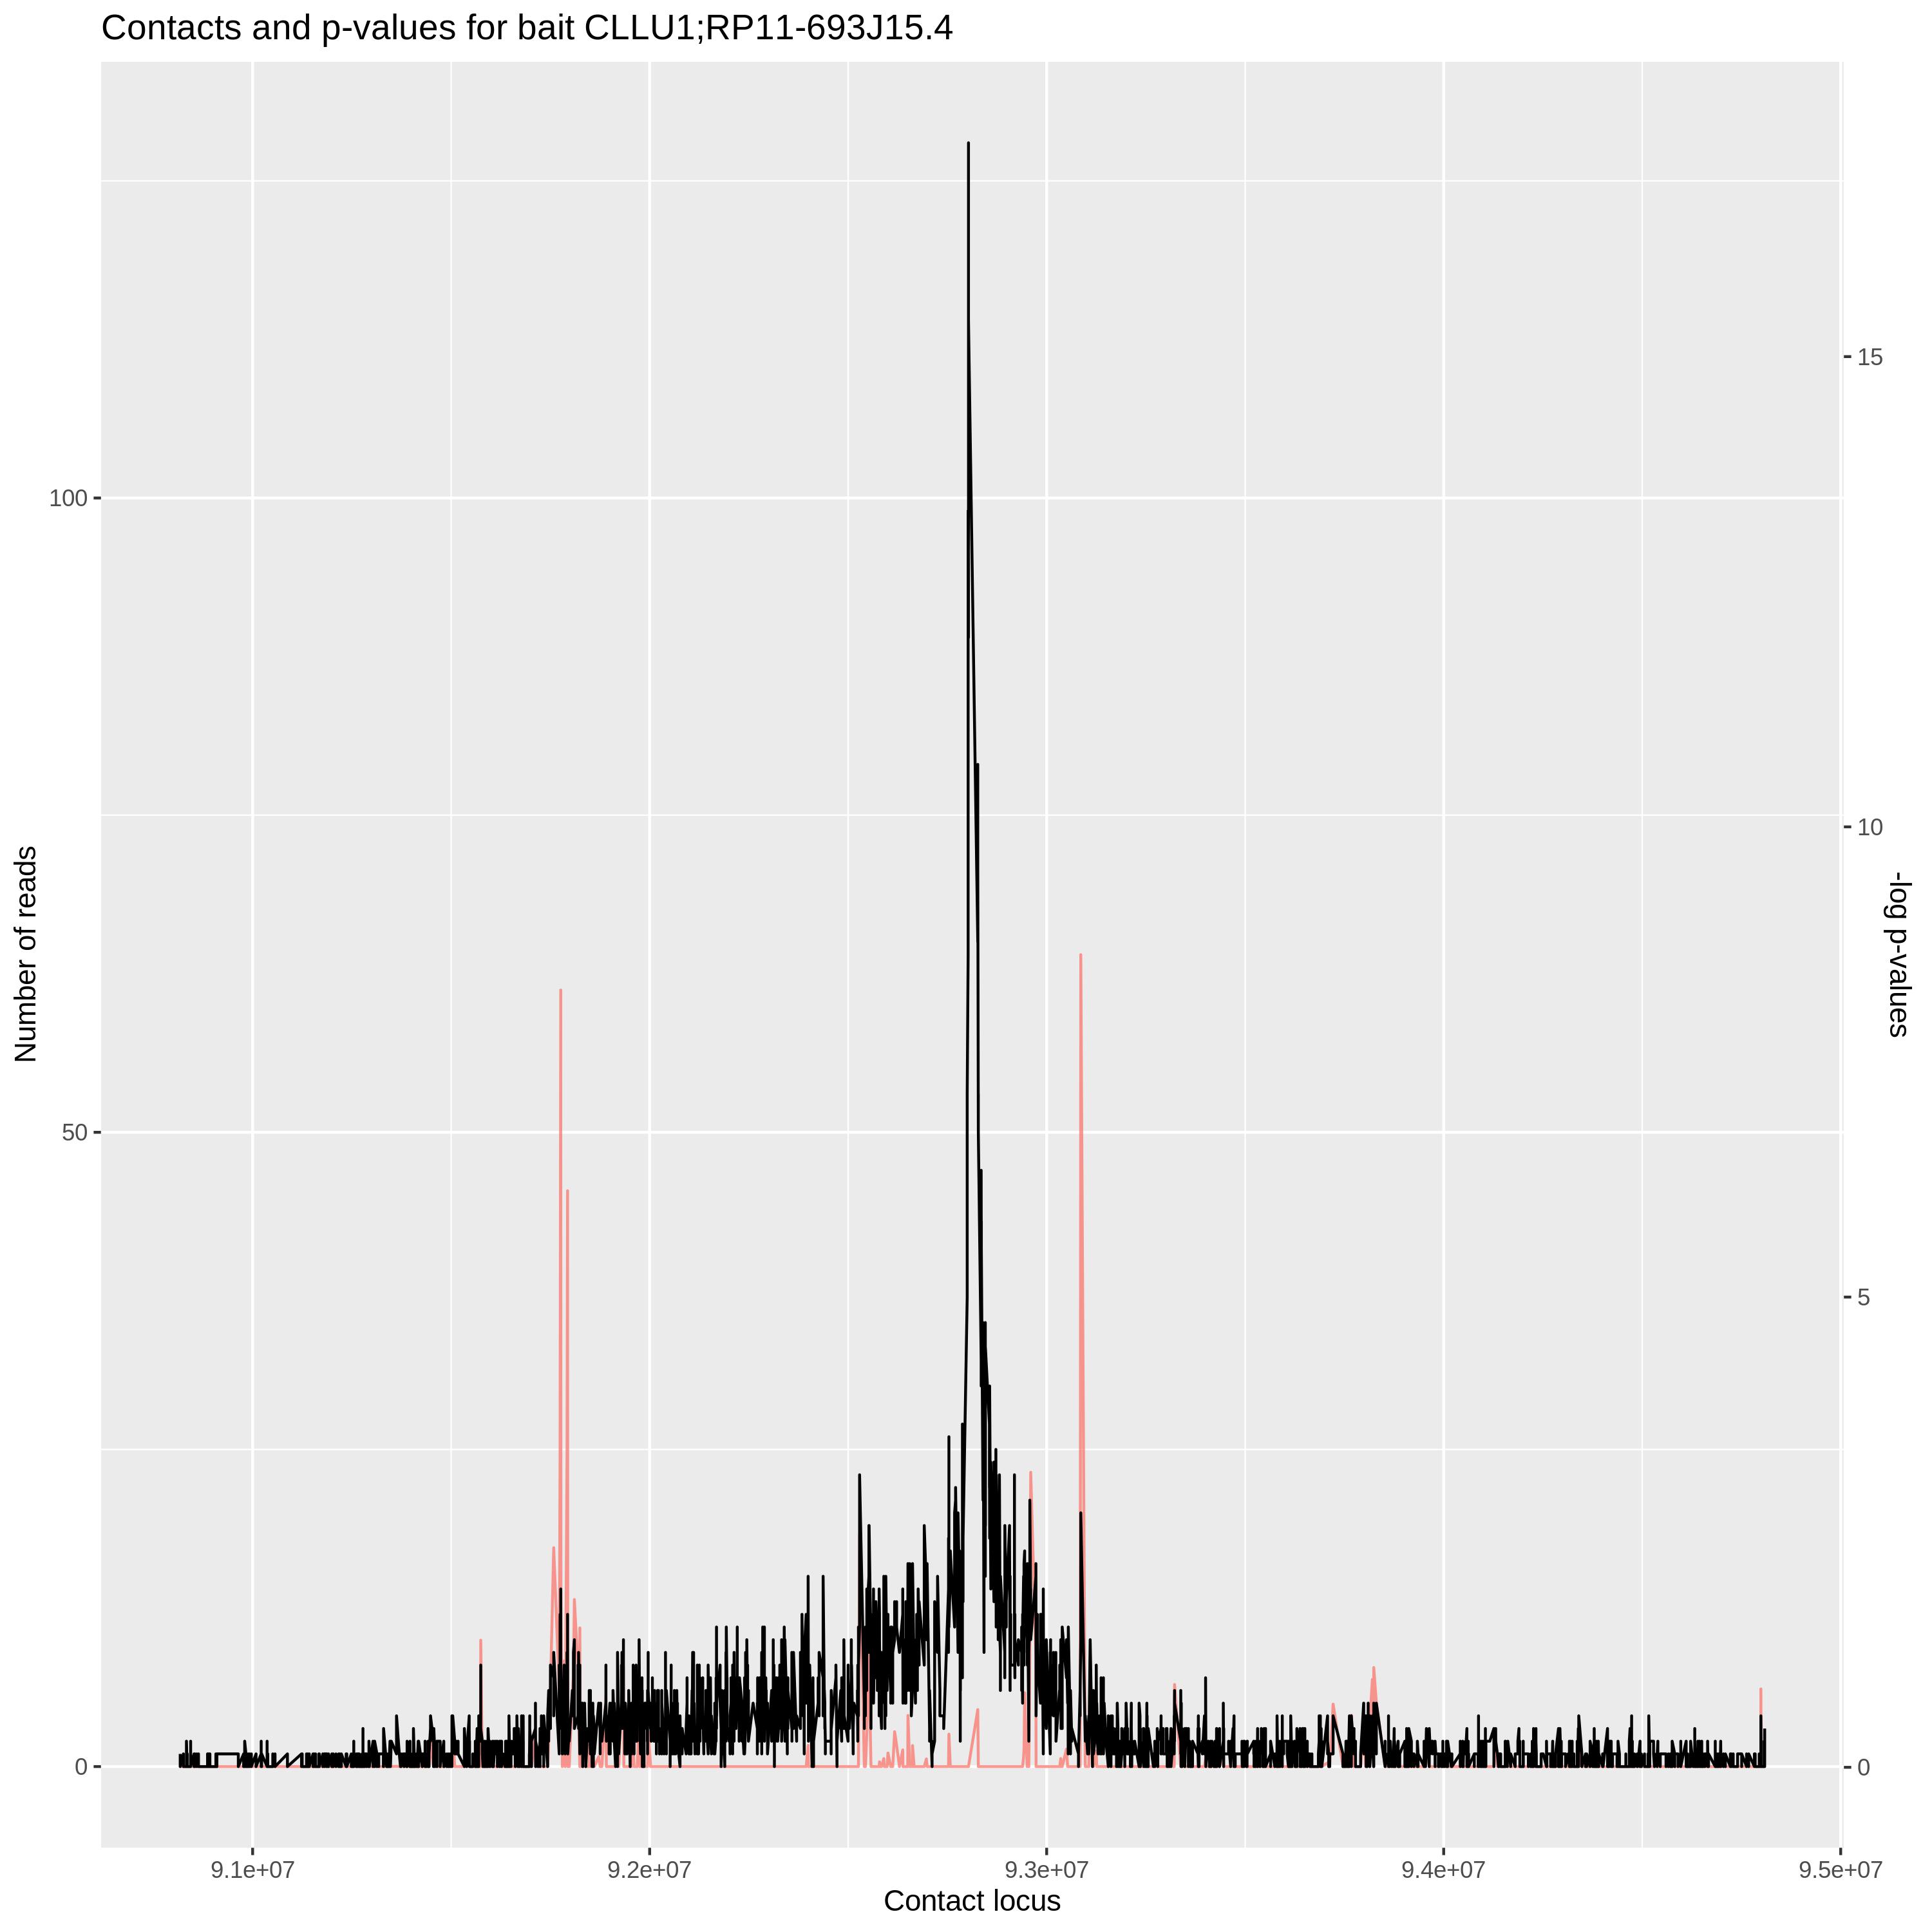 Contacts and p-values for bait CLLU1;RP11-693J15.4
Number of reads
100
50
0
15
10
5
0
-log p-values
9.1e+07 9.2e+07 9.3e+07 9.4e+07 9.5e+07
Contact locus